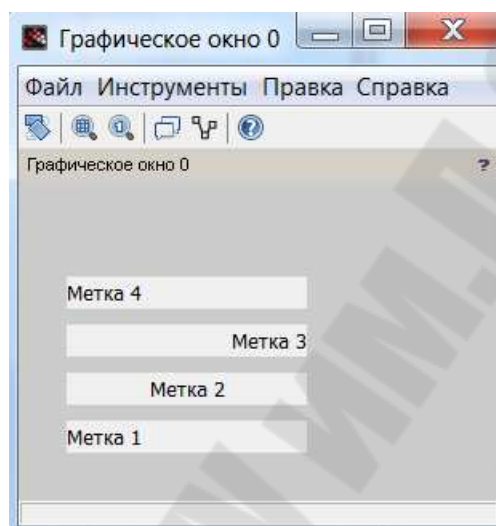 Графическое окно 0
Файл Инструменты Правка Справка
Графическое окно 0 ?
Метка 4
Метка 3
Метка 2
Метка 1